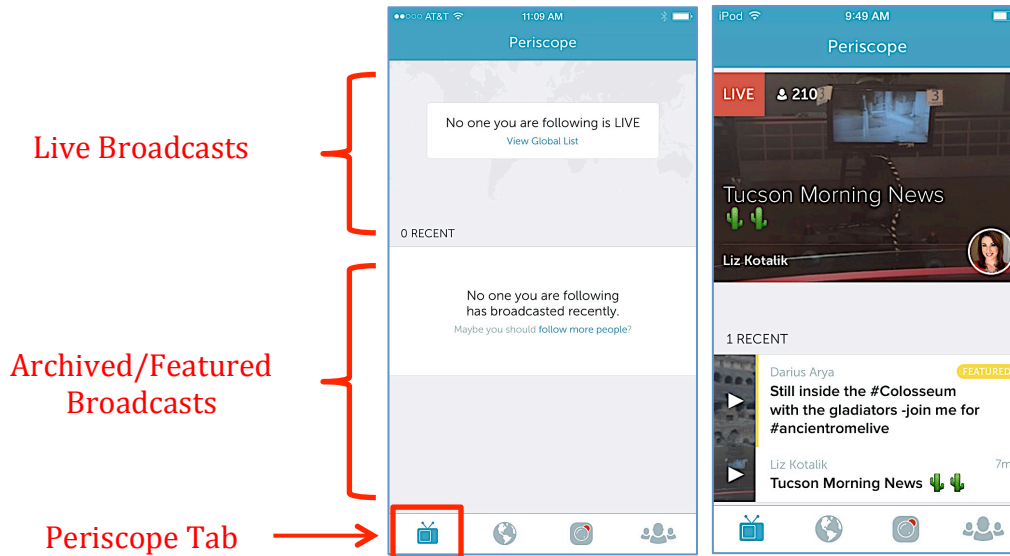 Live Broadcasts
Archived/Featured
Broadcasts
Periscope Tab
AT&T 11:09 AM
Periscope
No one you are following is LIVE
View Global List
0 RECENT
No one you are following
has broadcasted recently.
Maybe you should follow more people?
iPod 9:49 AM
Periscope
LIVE 210
3
Tucson Morning News
🌵🌵
Liz Kotalik
1 RECENT
Darius Arya FEATURED
Still inside the #Colosseum
with the gladiators -join me for
#ancientromelive
Liz Kotalik 7m
Tucson Morning News 🌵🌵